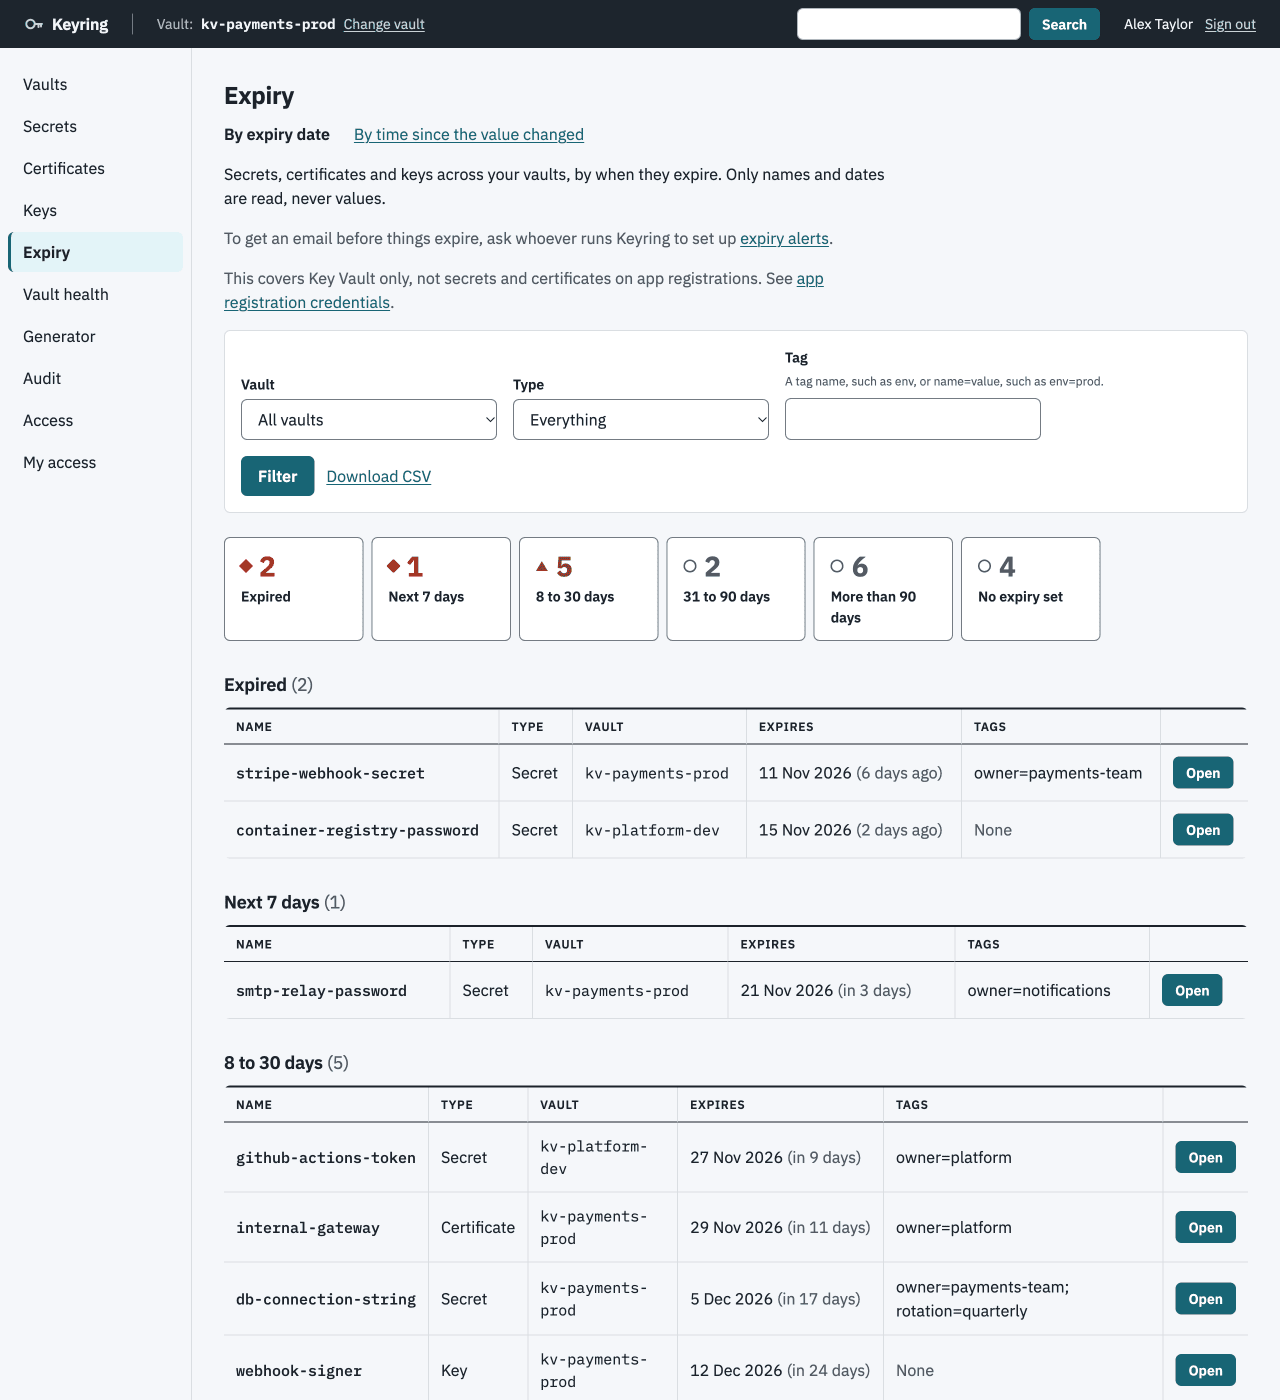 Keyring
Vault: kv-payments-prod Change vault
Search
Alex Taylor Sign out
Vaults
Secrets
Certificates
Keys
Expiry
Vault health
Generator
Audit
Access
My access
Expiry
By expiry date By time since the value changed
Secrets, certificates and keys across your vaults, by when they expire. Only names and dates
are read, never values.
To get an email before things expire, ask whoever runs Keyring to set up expiry alerts.
This covers Key Vault only, not secrets and certificates on app registrations. See app
registration credentials.
Vault
All vaults
Type
Everything
Tag
A tag name, such as env, or name=value, such as env=prod.
Filter Download CSV
2
Expired
1
Next 7 days
5
8 to 30 days
2
31 to 90 days
6
More than 90
days
4
No expiry set
Expired (2)
NAME TYPE VAULT EXPIRES TAGS
stripe-webhook-secret Secret kv-payments-prod 11 Nov 2026 (6 days ago) owner=payments-team Open
container-registry-password Secret kv-platform-dev 15 Nov 2026 (2 days ago) None Open
Next 7 days (1)
NAME TYPE VAULT EXPIRES TAGS
smtp-relay-password Secret kv-payments-prod 21 Nov 2026 (in 3 days) owner=notifications Open
8 to 30 days (5)
NAME TYPE VAULT EXPIRES TAGS
github-actions-token Secret kv-platform-
dev 27 Nov 2026 (in 9 days) owner=platform Open
internal-gateway Certificate kv-payments-
prod 29 Nov 2026 (in 11 days) owner=platform Open
db-connection-string Secret kv-payments-
prod 5 Dec 2026 (in 17 days) owner=payments-team;
rotation=quarterly Open
webhook-signer Key kv-payments-
prod 12 Dec 2026 (in 24 days) None Open